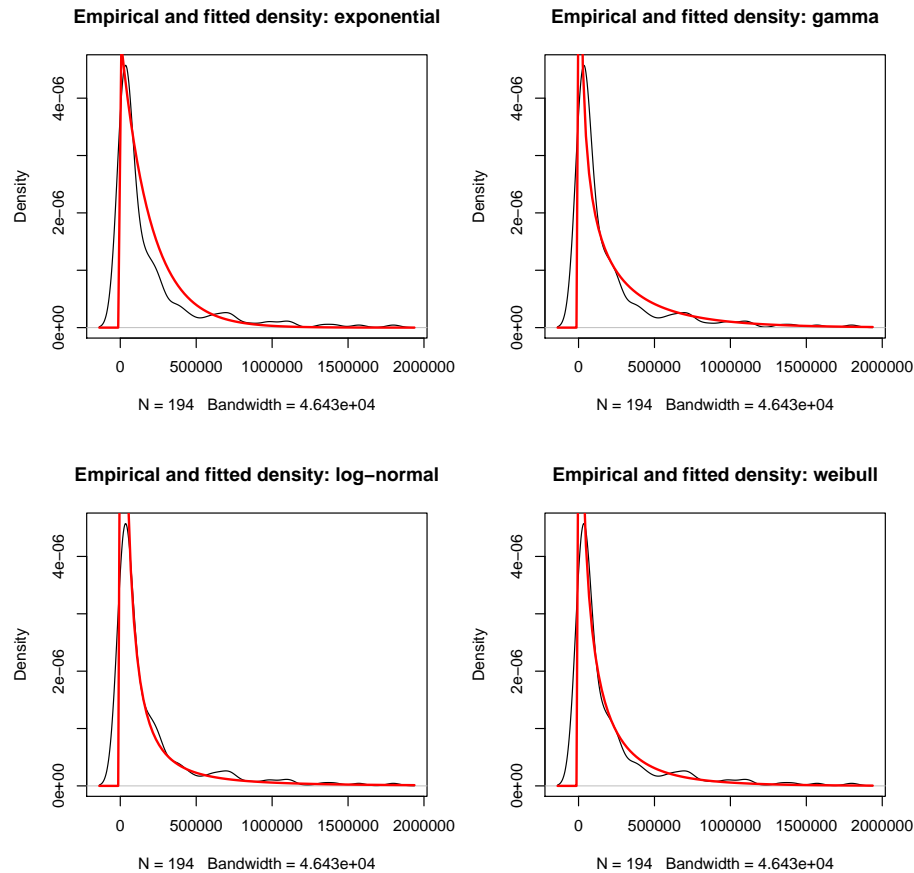 Empirical and fitted density: exponential
Density
0e+00 2e−06 4e−06
0 500000 1000000 1500000 2000000
N = 194 Bandwidth = 4.643e+04
Empirical and fitted density: gamma
Density
0e+00 2e−06 4e−06
0 500000 1000000 1500000 2000000
N = 194 Bandwidth = 4.643e+04
Empirical and fitted density: log−normal
Density
0e+00 2e−06 4e−06
0 500000 1000000 1500000 2000000
N = 194 Bandwidth = 4.643e+04
Empirical and fitted density: weibull
Density
0e+00 2e−06 4e−06
0 500000 1000000 1500000 2000000
N = 194 Bandwidth = 4.643e+04